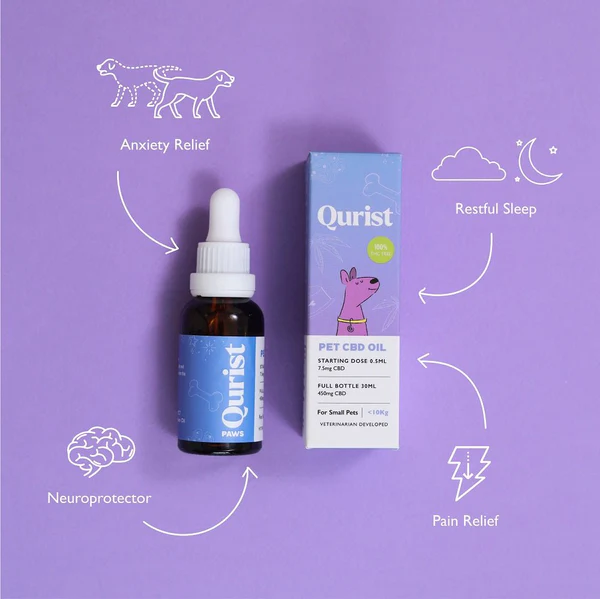 Anxiety Relief
Restful Sleep
Qurist
100%
PET CBD OIL
STARTING DOSE 0.5ML
7.5mg CBD
FULL BOTTLE 30ML
450mg CBD
For Small Pets | <10Kg
VETERINARIAN DEVELOPED
Qurist
PAWS
Neuroprotector
Pain Relief